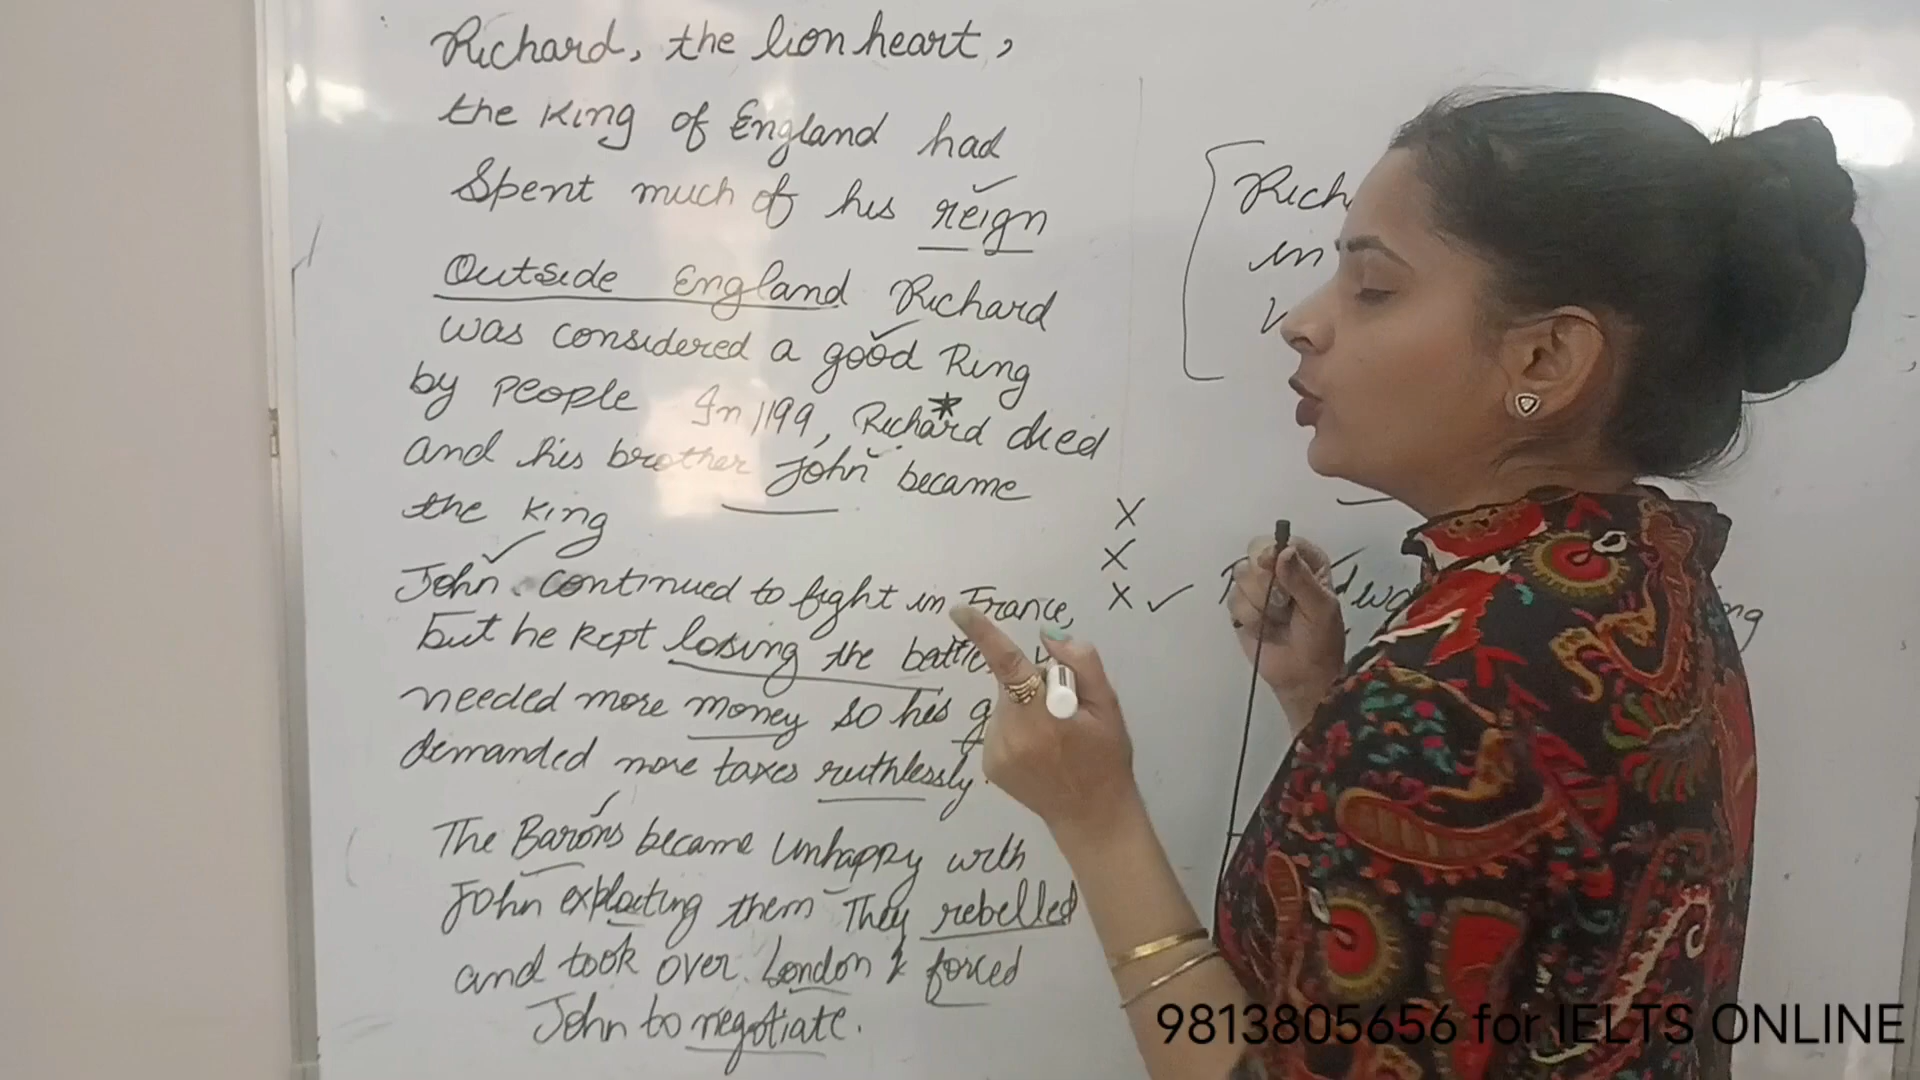 Richard, the lion heart,
the King of England had
Spent much of his reign
Outside England Richard
was considered a good King
by people In 1199, Richard died
and his brother John became
the King
John continued to fight in France,
but he kept losing the battle
needed more money so his
demanded more taxes ruthlessly.
The Barons became unhappy with
John exploiting them They rebelled
and took over London & forced
John to negotiate.
Rich
in
X
X
X ✓
9813805656 for IELTS ONLINE